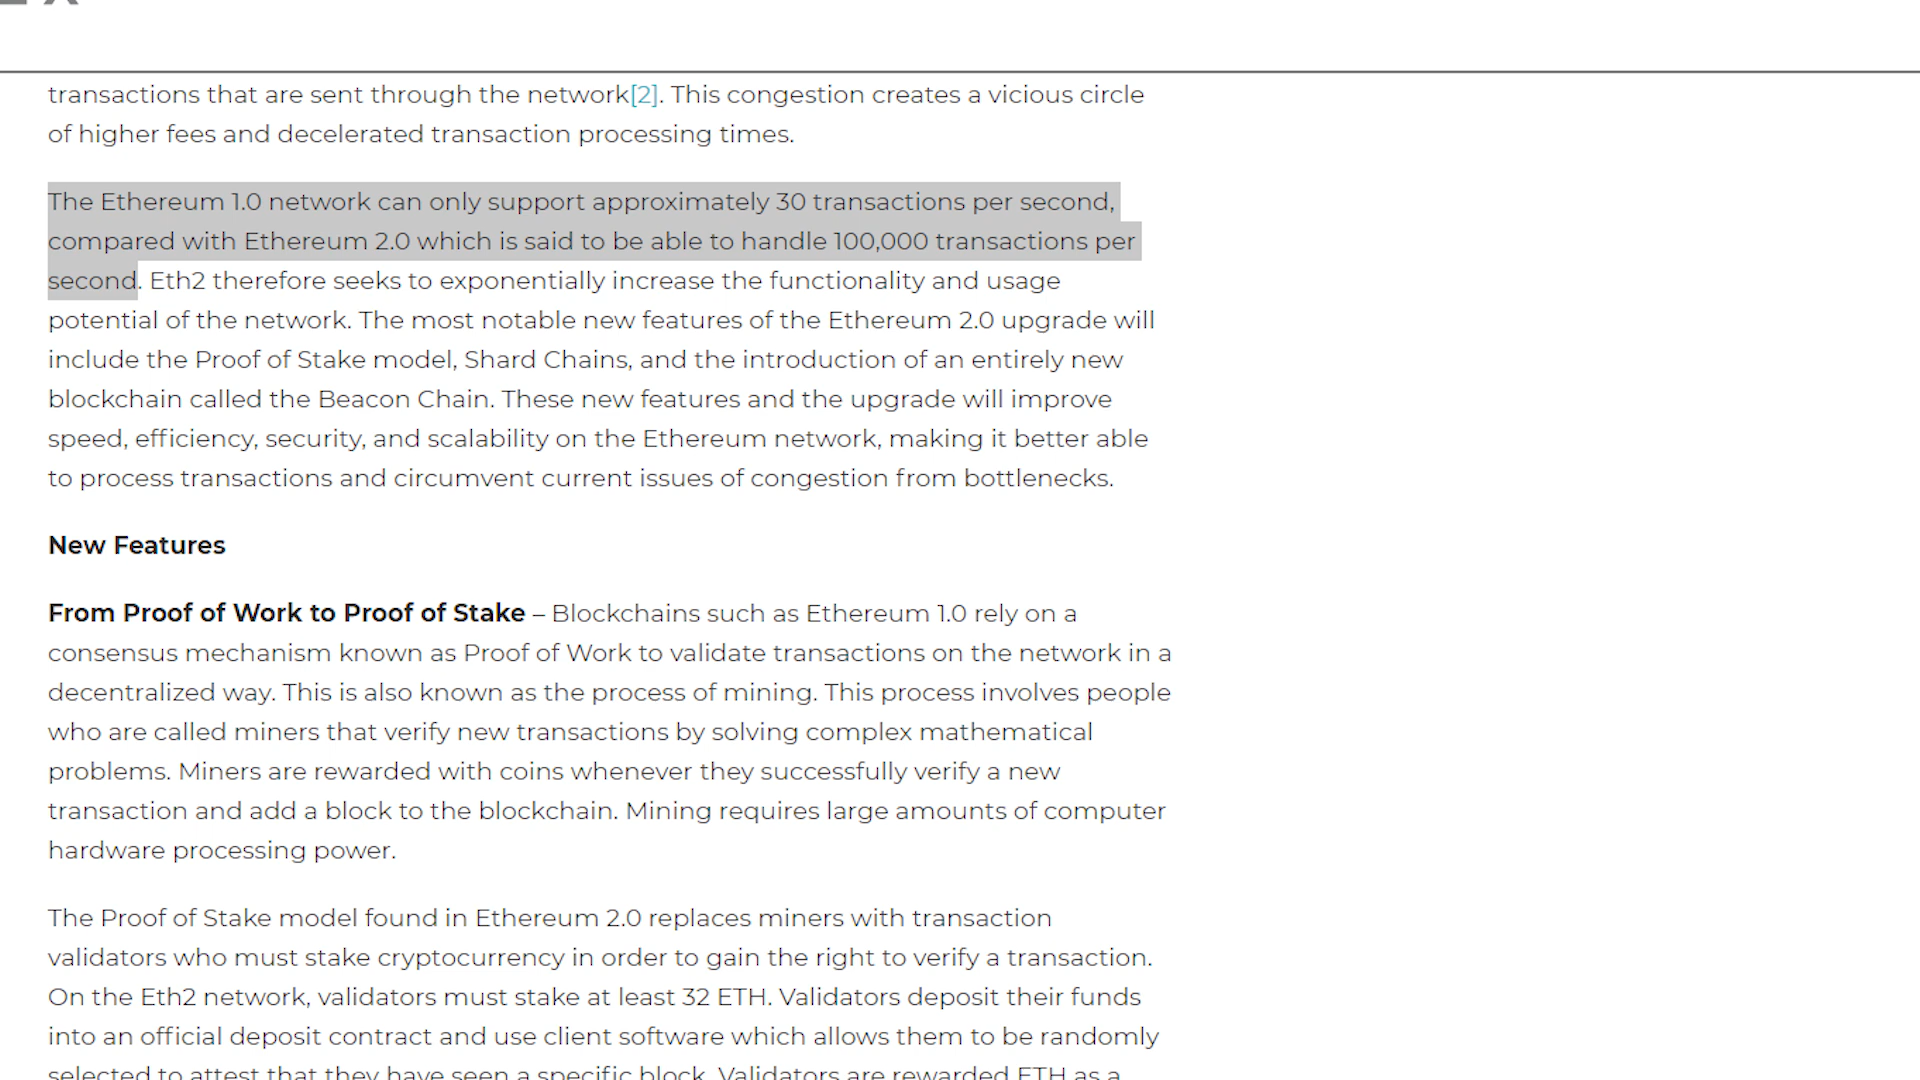 transactions that are sent through the network[2]. This congestion creates a vicious circle
of higher fees and decelerated transaction processing times.
The Ethereum 1.0 network can only support approximately 30 transactions per second,
compared with Ethereum 2.0 which is said to be able to handle 100,000 transactions per
second. Eth2 therefore seeks to exponentially increase the functionality and usage
potential of the network. The most notable new features of the Ethereum 2.0 upgrade will
include the Proof of Stake model, Shard Chains, and the introduction of an entirely new
blockchain called the Beacon Chain. These new features and the upgrade will improve
speed, efficiency, security, and scalability on the Ethereum network, making it better able
to process transactions and circumvent current issues of congestion from bottlenecks.
New Features
From Proof of Work to Proof of Stake – Blockchains such as Ethereum 1.0 rely on a
consensus mechanism known as Proof of Work to validate transactions on the network in a
decentralized way. This is also known as the process of mining. This process involves people
who are called miners that verify new transactions by solving complex mathematical
problems. Miners are rewarded with coins whenever they successfully verify a new
transaction and add a block to the blockchain. Mining requires large amounts of computer
hardware processing power.
The Proof of Stake model found in Ethereum 2.0 replaces miners with transaction
validators who must stake cryptocurrency in order to gain the right to verify a transaction.
On the Eth2 network, validators must stake at least 32 ETH. Validators deposit their funds
into an official deposit contract and use client software which allows them to be randomly
selected to attest that they have seen a specific block. Validators are rewarded ETH as a